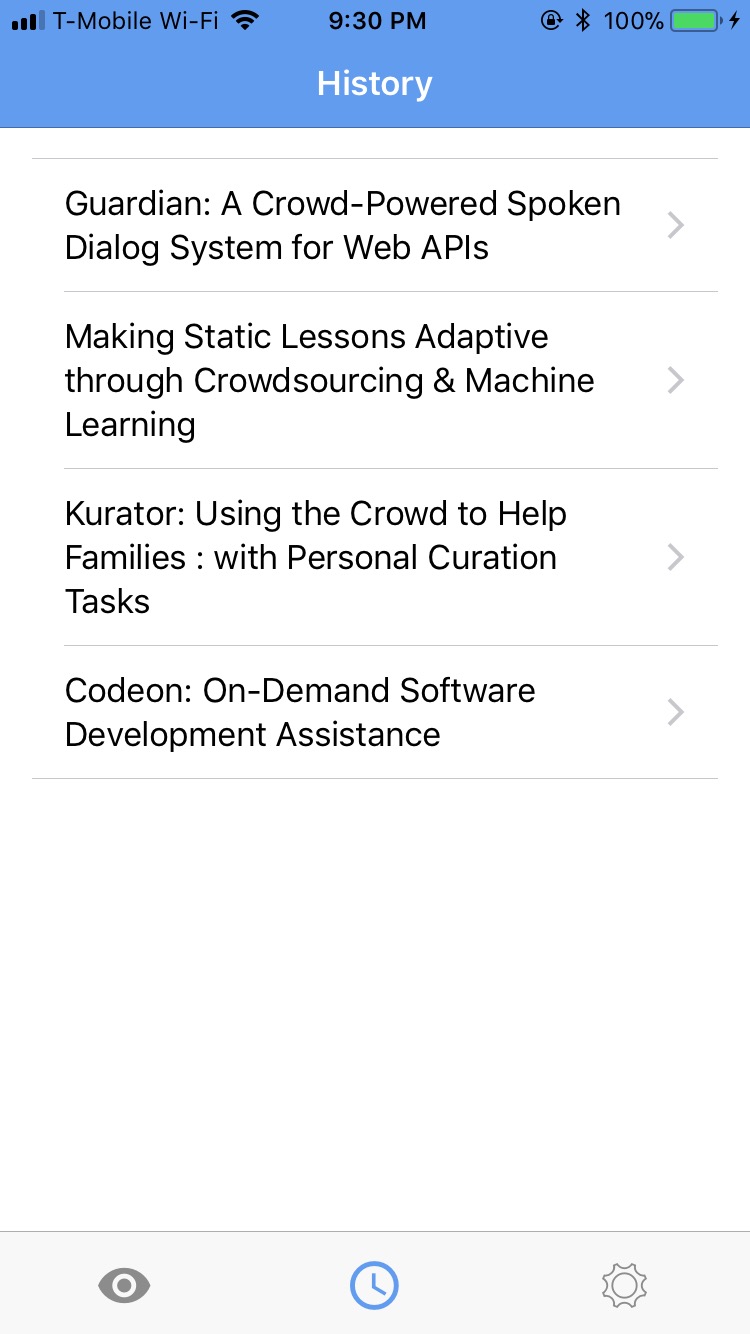 T-Mobile Wi-Fi 9:30 PM 100%
History
Guardian: A Crowd-Powered Spoken
Dialog System for Web APIs
Making Static Lessons Adaptive
through Crowdsourcing & Machine
Learning
Kurator: Using the Crowd to Help
Families : with Personal Curation
Tasks
Codeon: On-Demand Software
Development Assistance